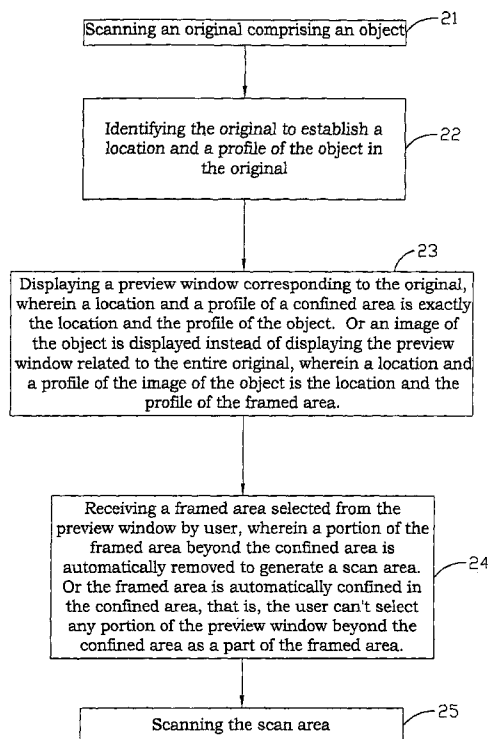 Scanning an original comprising an object
21
Identifying the original to establish a
location and a profile of the object in
the original
22
23
Displaying a preview window corresponding to the original,
wherein a location and a profile of a confined area is exactly
the location and the profile of the object. Or an image of
the object is displayed instead of displaying the preview
window related to the entire original, wherein a location and
a profile of the image of the object is the location and the
profile of the framed area.
Receiving a framed area selected from the
preview window by user, wherein a portion of the
framed area beyond the confined area is
automatically removed to generate a scan area.
Or the framed area is automatically confined in
the confined area, that is, the user can't select
any portion of the preview window beyond the
confined area as a part of the framed area.
24
Scanning the scan area
25